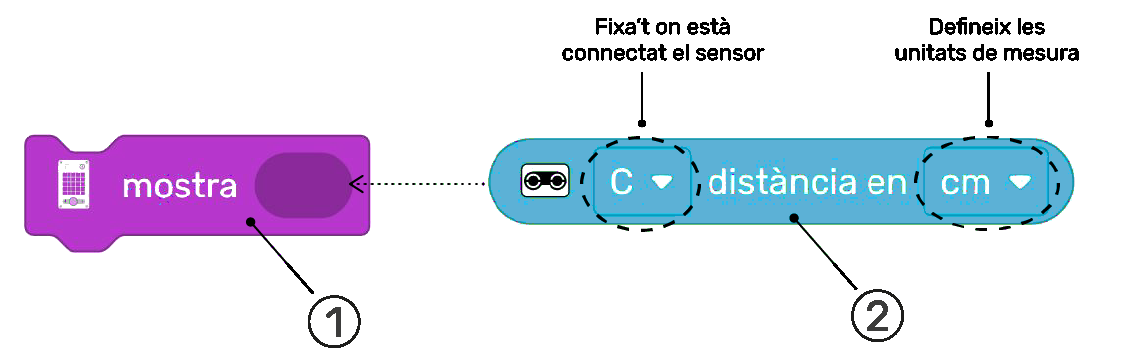 Fixa't on està
connectat el sensor
Defineix les
unitats de mesura
mostra
C distància en cm
1
2